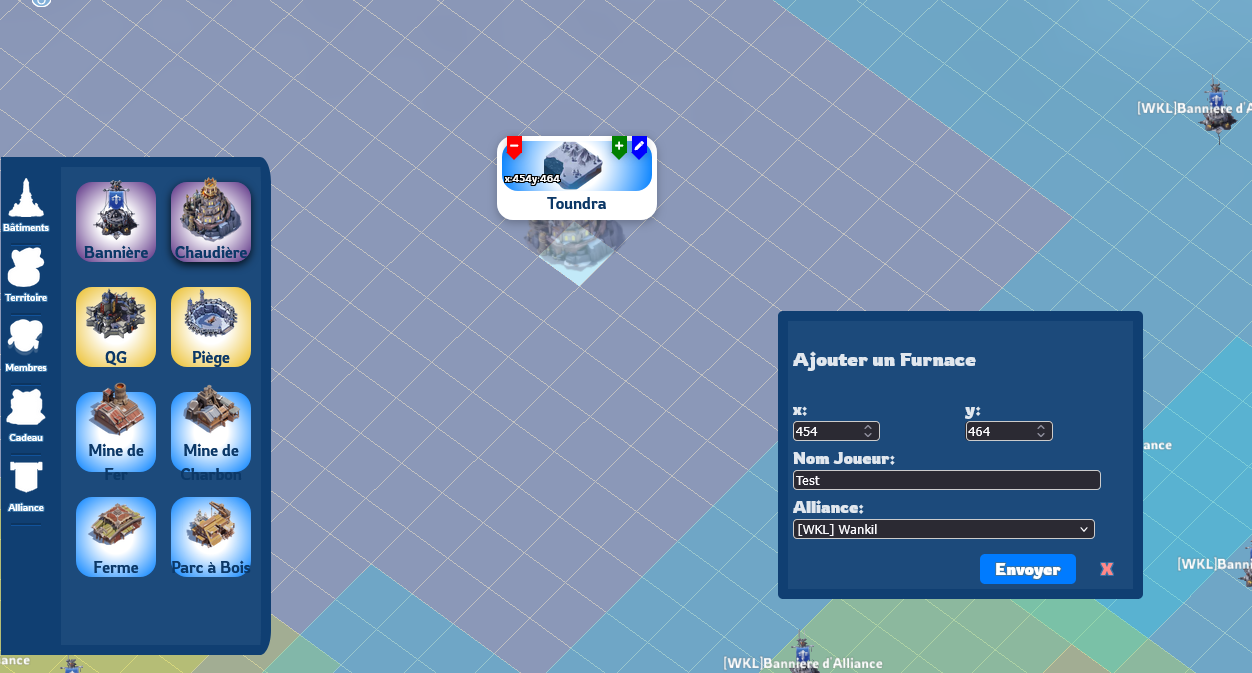 [WKL]Bannière d'A
x:454y:464
Toundra
Bâtiments
Territoire
Membres
Cadeau
Alliance
Bannière
Chaudière
QG
Piège
Mine de
Fer
Mine de
Charbon
Ferme
Parc à Bois
Ajouter un Furnace
x:
y:
454
464
Nom Joueur:
Test
Alliance:
[WKL] Wankil
Envoyer
X
ance
[WKL]Banni
[WKL]Bannière d'Alliance
ance